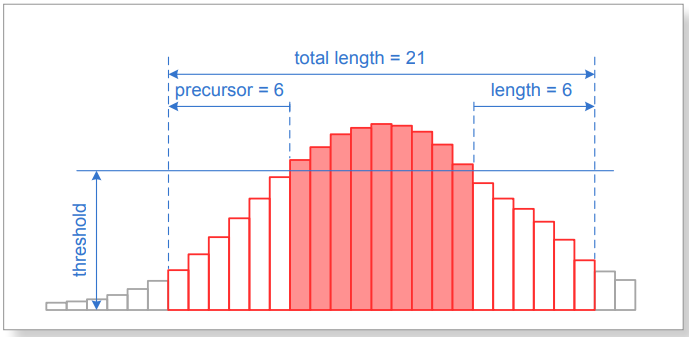 total length = 21
precursor = 6
length = 6
threshold